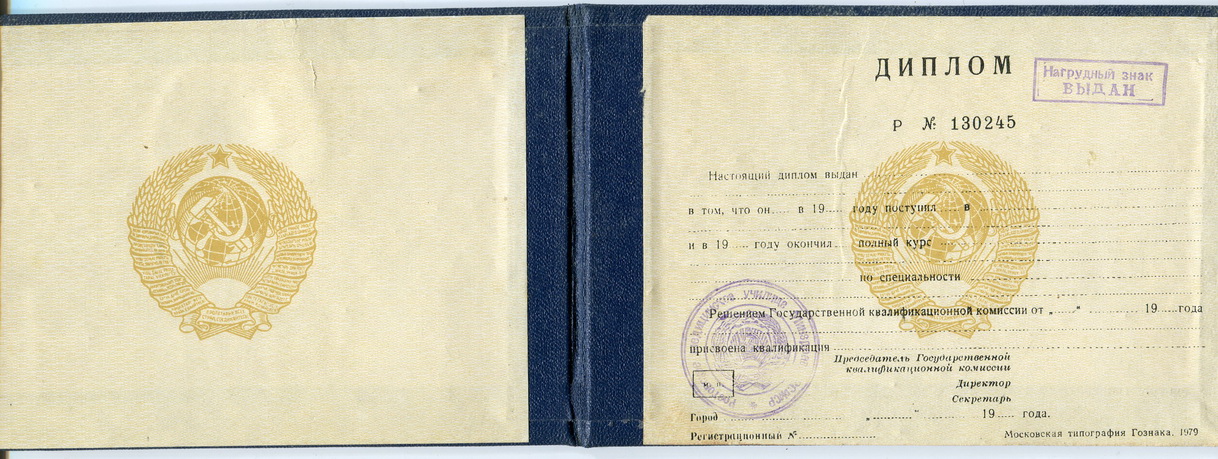 ДИПЛОМ
Нагрудный знак
ВЫДАН
Р № 130245
Настоящий диплом выдан
в том, что он..... в 19..... году поступил..... в
и в 19..... году окончил..... полный курс
по специальности
Решением Государственной квалификационной комиссии от „.....“ ..... 19.....года
присвоена квалификация
Председатель Государственной
квалификационной комиссии
Директор
М. П.
Секретарь
Город ..... „.....“ ..... 19..... года.
Регистрационный №.....
Московская типография Гознака. 1979